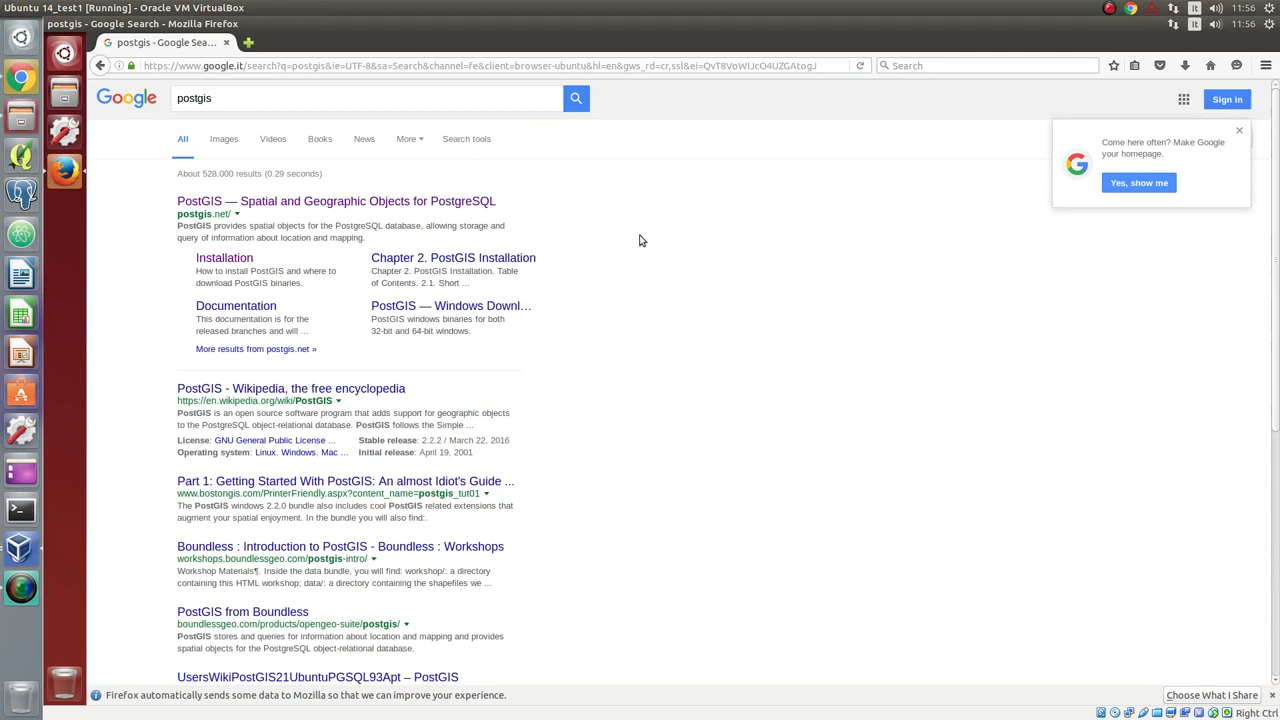 Ubuntu 14_test1 [Running] - Oracle VM VirtualBox
It
11:56
postgis - Google Search - Mozilla Firefox
It
11:56
postgis - Google Sea...
https://www.google.it/search?q=postgis&ie=UTF-8&sa=Search&channel=fe&client=browser-ubuntu&hl=en&gws_rd=cr,ssl&ei=QvT8VoWIJcO4UZGAtogJ
Search
Google
postgis
Sign in
All
Images
Videos
Books
News
More
Search tools
Come here often? Make Google
your homepage.
Yes, show me
About 528,000 results (0.29 seconds)
PostGIS — Spatial and Geographic Objects for PostgreSQL
postgis.net/
PostGIS provides spatial objects for the PostgreSQL database, allowing storage and
query of information about location and mapping.
Installation
How to install PostGIS and where to
download PostGIS binaries.
Chapter 2. PostGIS Installation
Chapter 2. PostGIS Installation. Table
of Contents. 2.1. Short ...
Documentation
This documentation is for the
released branches and will ...
PostGIS — Windows Downl…
PostGIS windows binaries for both
32-bit and 64-bit windows.
More results from postgis.net »
PostGIS - Wikipedia, the free encyclopedia
https://en.wikipedia.org/wiki/PostGIS
PostGIS is an open source software program that adds support for geographic objects
to the PostgreSQL object-relational database. PostGIS follows the Simple ...
License: GNU General Public License ...
Stable release: 2.2.2 / March 22, 2016
Operating system: Linux, Windows, Mac ...
Initial release: April 19, 2001
Part 1: Getting Started With PostGIS: An almost Idiot's Guide ...
www.bostongis.com/PrinterFriendly.aspx?content_name=postgis_tut01
The PostGIS windows 2.2.0 bundle also includes cool PostGIS related extensions that
augment your spatial enjoyment. In the bundle you will also find:.
Boundless : Introduction to PostGIS - Boundless : Workshops
workshops.boundlessgeo.com/postgis-intro/
Workshop Materials¶. Inside the data bundle, you will find: workshop/: a directory
containing this HTML workshop; data/: a directory containing the shapefiles we ...
PostGIS from Boundless
boundlessgeo.com/products/opengeo-suite/postgis/
PostGIS stores and queries for information about location and mapping and provides
spatial objects for the PostgreSQL object-relational database.
UsersWikiPostGIS21UbuntuPGSQL93Apt – PostGIS
Firefox automatically sends some data to Mozilla so that we can improve your experience.
Choose What I Share
Right Ctrl